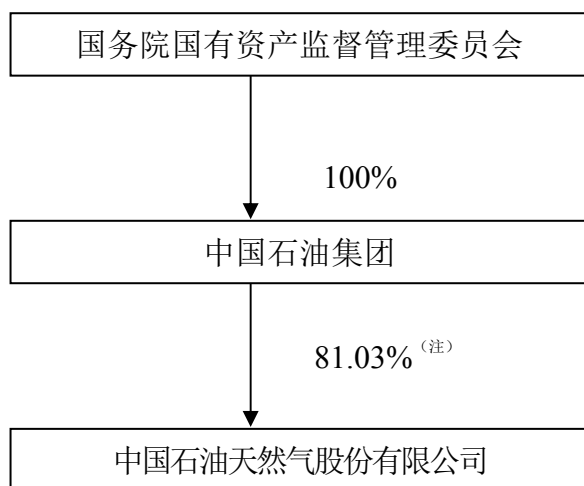 国务院国有资产监督管理委员会
100%
中国石油集团
81.03%（注）
中国石油天然气股份有限公司